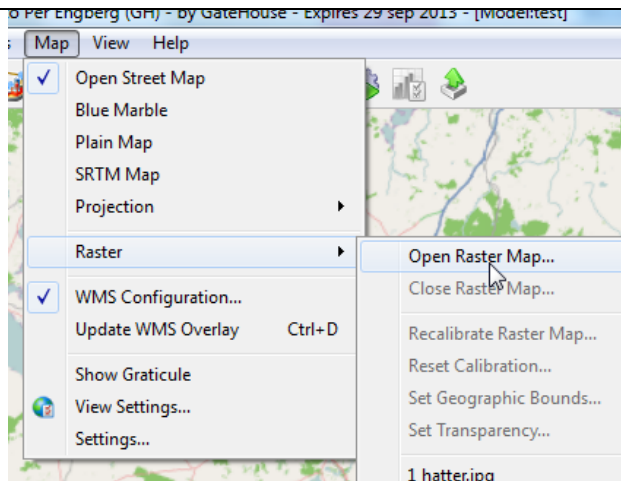 o Per Engberg (GH) - by GateHouse - Expires 29 sep 2013 - [Model:test]
Map View Help
Open Street Map
Blue Marble
Plain Map
SRTM Map
Projection
Raster
Open Raster Map...
Close Raster Map...
WMS Configuration...
Update WMS Overlay Ctrl+D
Recalibrate Raster Map...
Reset Calibration...
Show Graticule
Set Geographic Bounds...
View Settings...
Set Transparency...
Settings...
1 hatter.jpg